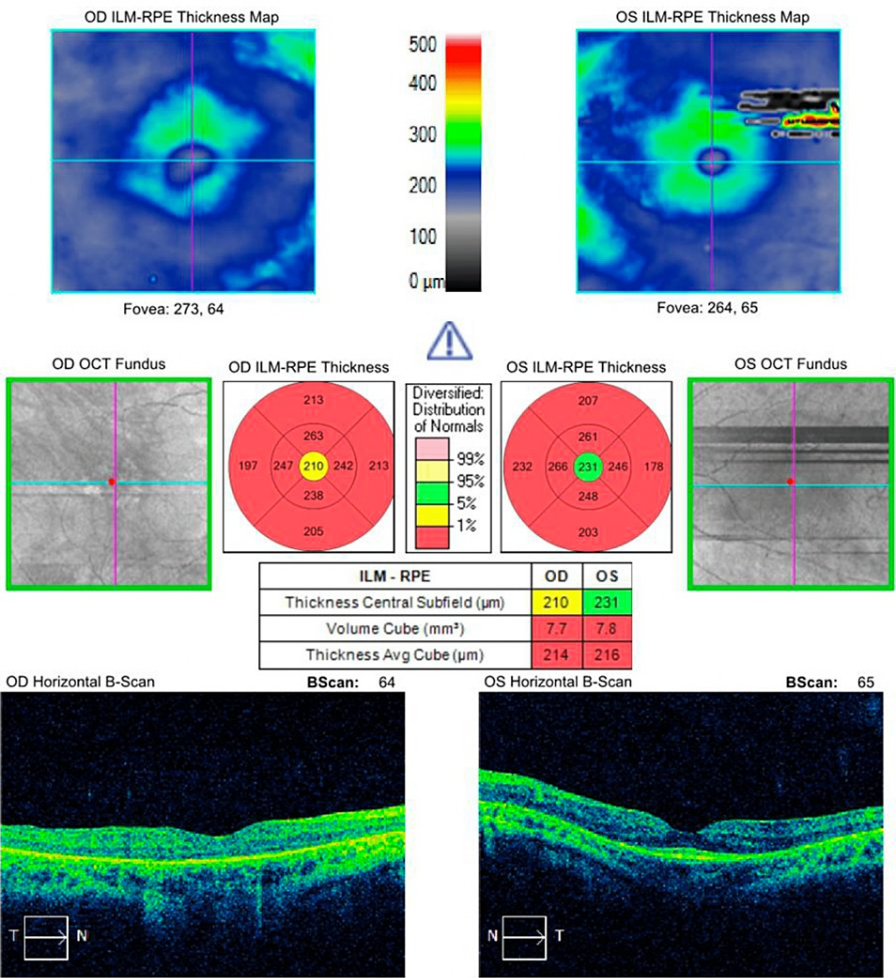 OD ILM-RPE Thickness Map
OS ILM-RPE Thickness Map
500
400
300
200
100
0 µm
Fovea: 273, 64
Fovea: 264, 65
OD OCT Fundus
OD ILM-RPE Thickness
OS ILM-RPE Thickness
OS OCT Fundus
213
263
197 247 210 242 213
238
205
Diversified:
Distribution
of Normals
99%
95%
5%
1%
207
261
232 266 231 246 178
248
203
ILM - RPE OD OS
Thickness Central Subfield (µm) 210 231
Volume Cube (mm³) 7.7 7.8
Thickness Avg Cube (µm) 214 216
OD Horizontal B-Scan BScan: 64
OS Horizontal B-Scan BScan: 65
T N
N T